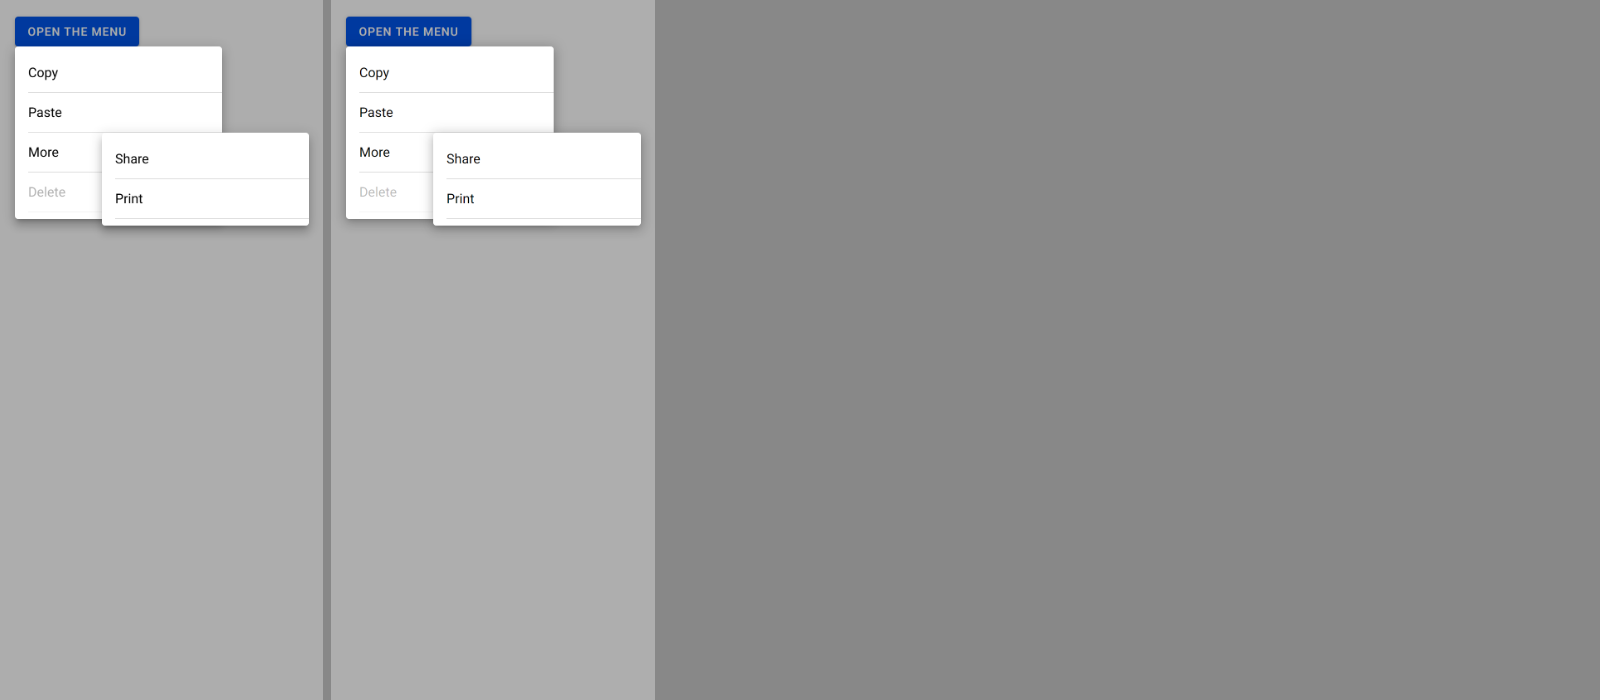 OPEN THE MENU
Copy
Paste
More
Delete
Share
Print
OPEN THE MENU
Copy
Paste
More
Delete
Share
Print